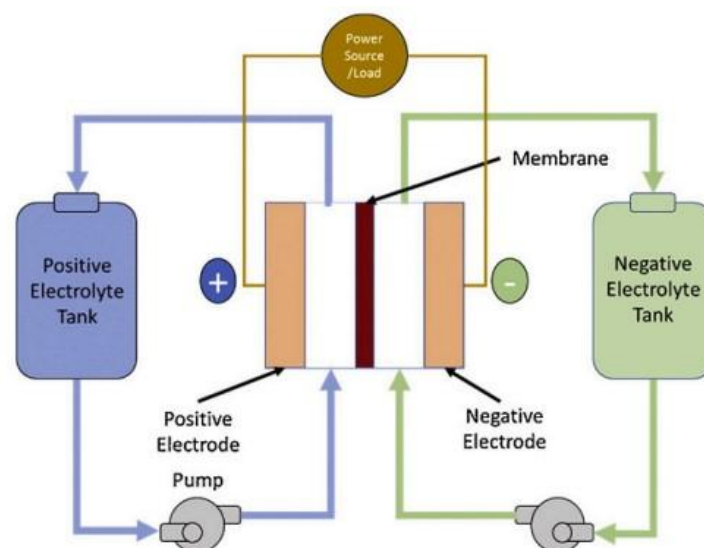 Power
Source
/Load
Membrane
Positive
Electrolyte
Tank
+
-
Negative
Electrolyte
Tank
Positive
Electrode
Negative
Electrode
Pump